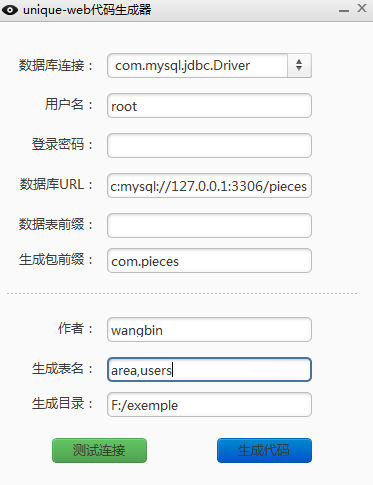 unique-web代码生成器
数据库连接： com.mysql.jdbc.Driver
用户名： root
登录密码：
数据库URL： c:mysql://127.0.0.1:3306/pieces
数据表前缀：
生成包前缀： com.pieces
作者： wangbin
生成表名： area,users
生成目录： F:/exemple
测试连接 生成代码